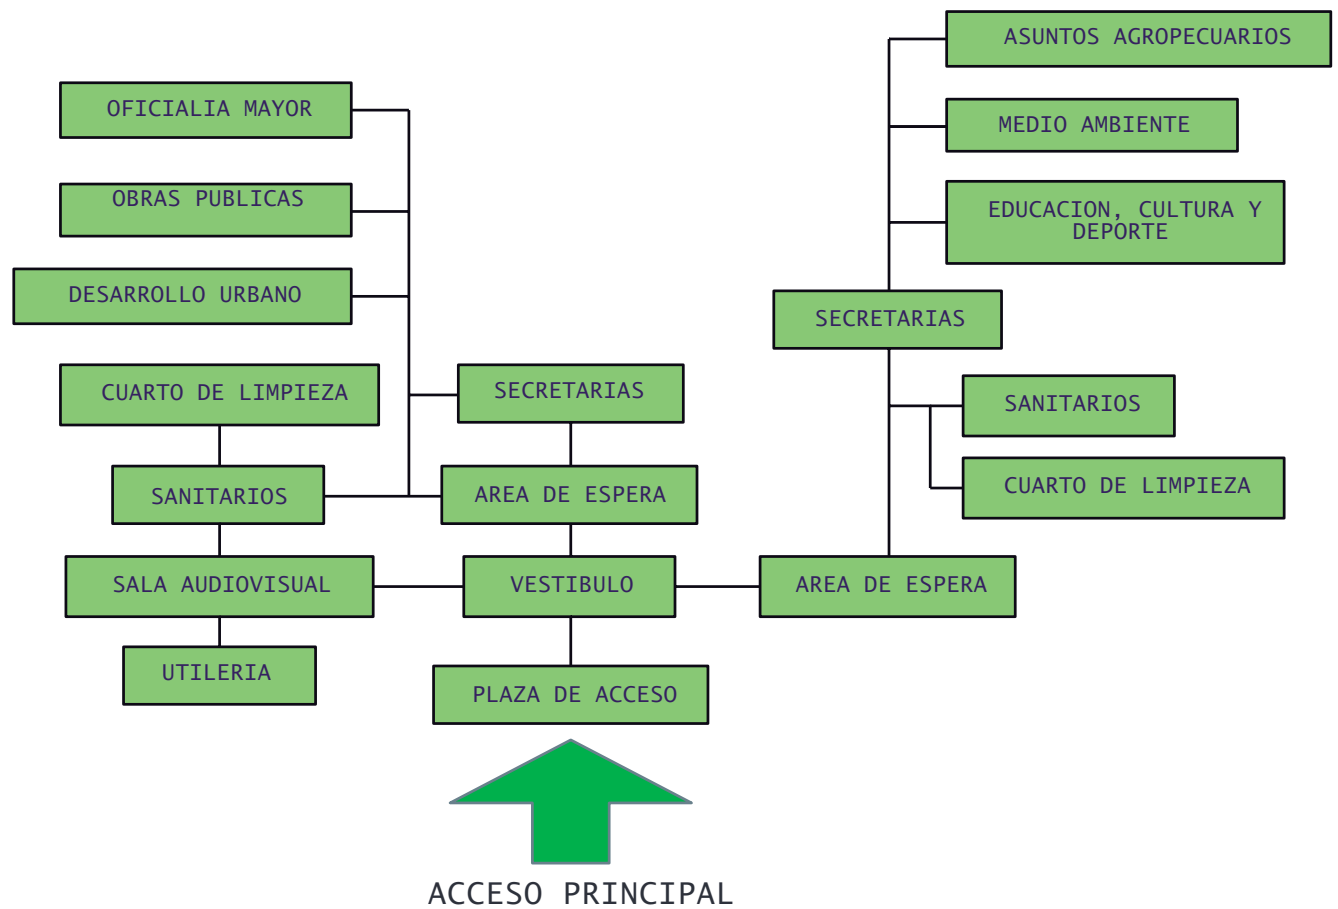 ASUNTOS AGROPECUARIOS
OFICIALIA MAYOR
MEDIO AMBIENTE
OBRAS PUBLICAS
EDUCACION, CULTURA Y
DEPORTE
DESARROLLO URBANO
SECRETARIAS
CUARTO DE LIMPIEZA
SECRETARIAS
SANITARIOS
SANITARIOS
AREA DE ESPERA
CUARTO DE LIMPIEZA
SALA AUDIOVISUAL
VESTIBULO
AREA DE ESPERA
UTILERIA
PLAZA DE ACCESO
ACCESO PRINCIPAL